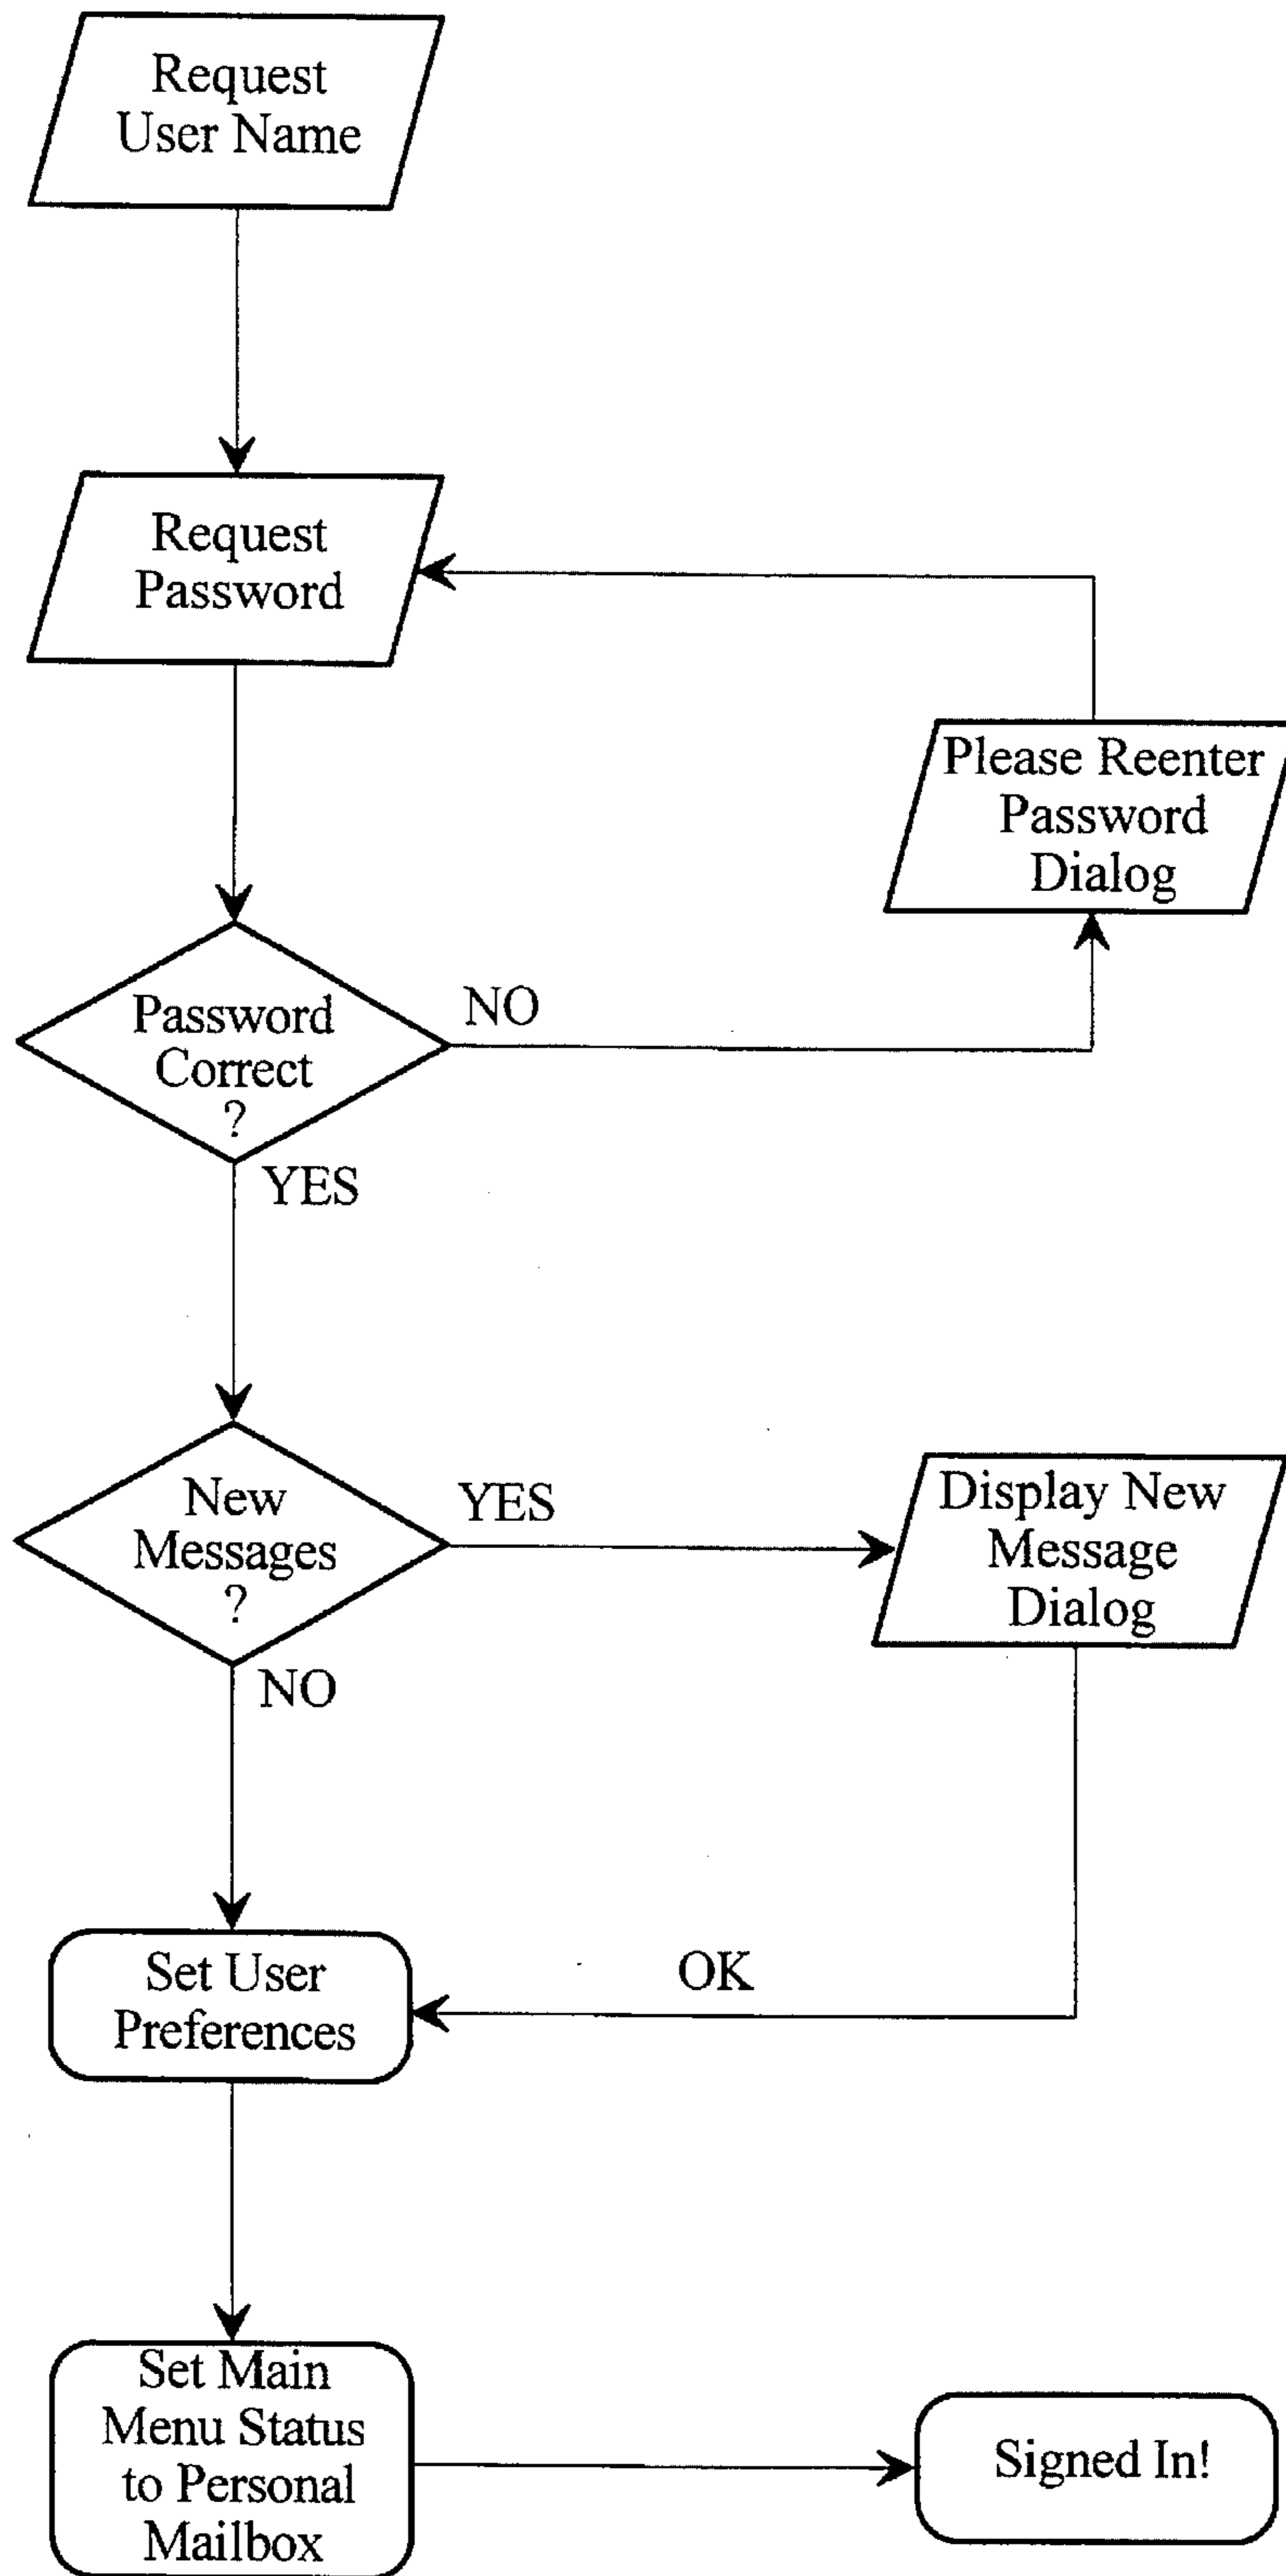 Request
User Name
Request
Password
Please Reenter
Password
Dialog
Password
Correct
?
NO
YES
New
Messages
?
YES
Display New
Message
Dialog
NO
Set User
Preferences
OK
Set Main
Menu Status
to Personal
Mailbox
Signed In!